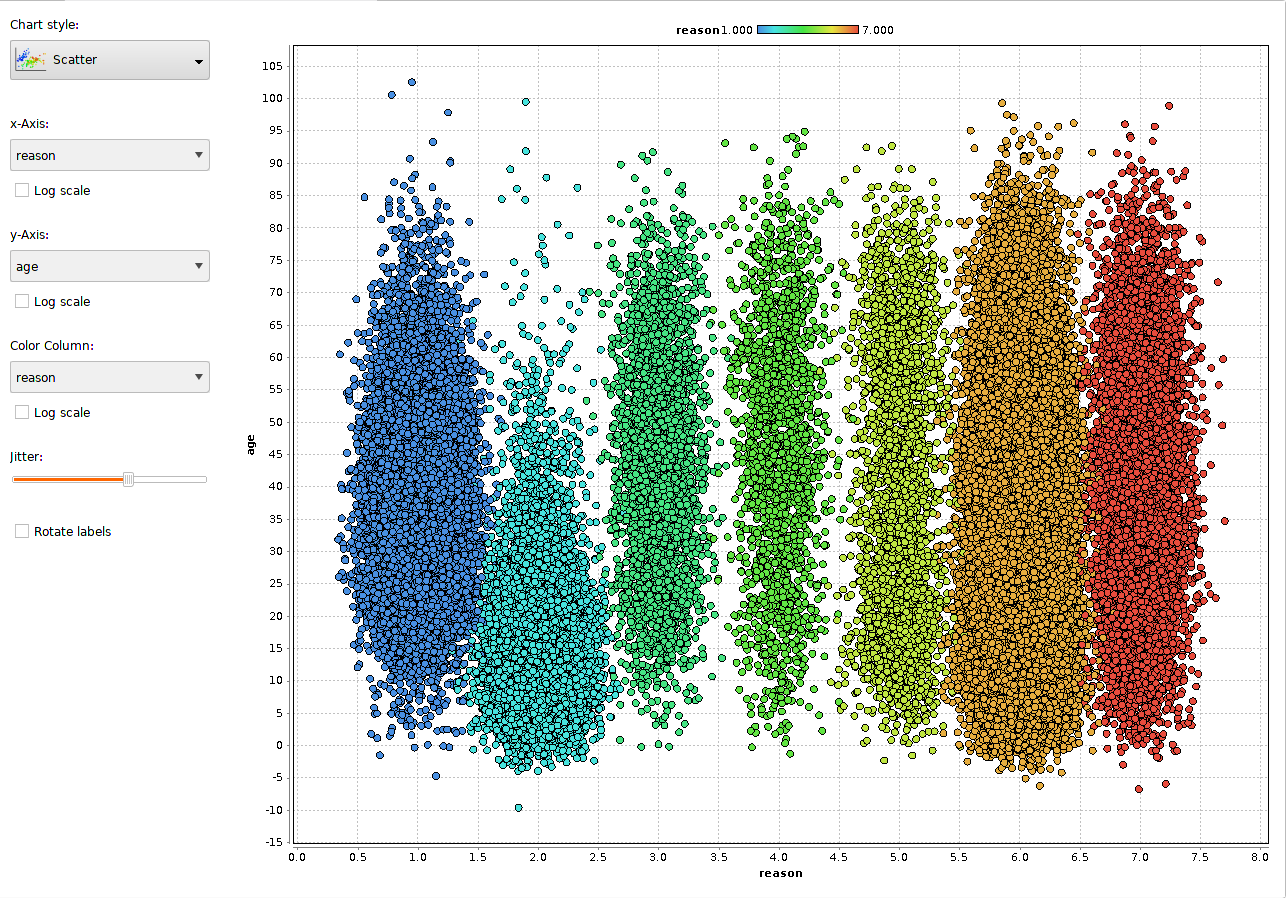 Chart style:
Scatter
x-Axis:
reason
Log scale
y-Axis:
age
Log scale
Color Column:
reason
Log scale
Jitter:
Rotate labels
reason 1.000 7.000
105
100
95
90
85
80
75
70
65
60
55
50
45
40
35
30
25
20
15
10
5
0
-5
-10
-15
age
0.0 0.5 1.0 1.5 2.0 2.5 3.0 3.5 4.0 4.5 5.0 5.5 6.0 6.5 7.0 7.5 8.0
reason